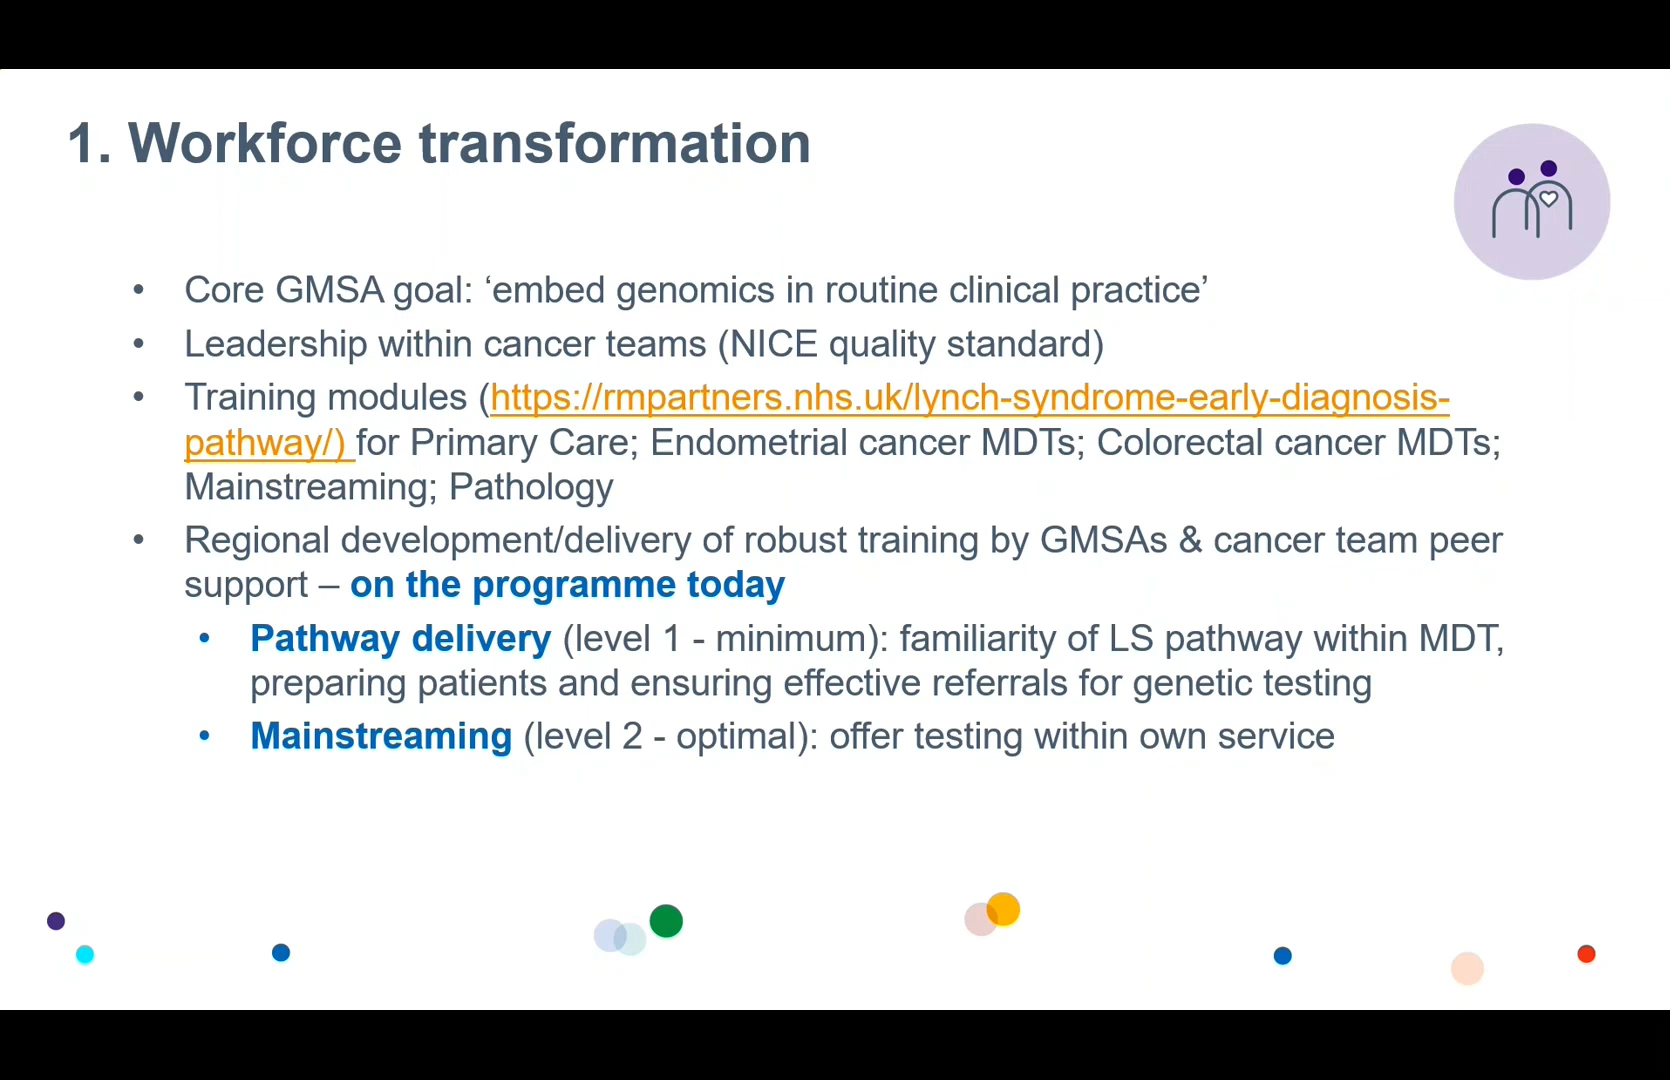 1. Workforce transformation
• Core GMSA goal: ‘embed genomics in routine clinical practice’
• Leadership within cancer teams (NICE quality standard)
• Training modules (https://rmpartners.nhs.uk/lynch-syndrome-early-diagnosis-
pathway/) for Primary Care; Endometrial cancer MDTs; Colorectal cancer MDTs;
Mainstreaming; Pathology
• Regional development/delivery of robust training by GMSAs & cancer team peer
support – on the programme today
• Pathway delivery (level 1 - minimum): familiarity of LS pathway within MDT,
preparing patients and ensuring effective referrals for genetic testing
• Mainstreaming (level 2 - optimal): offer testing within own service